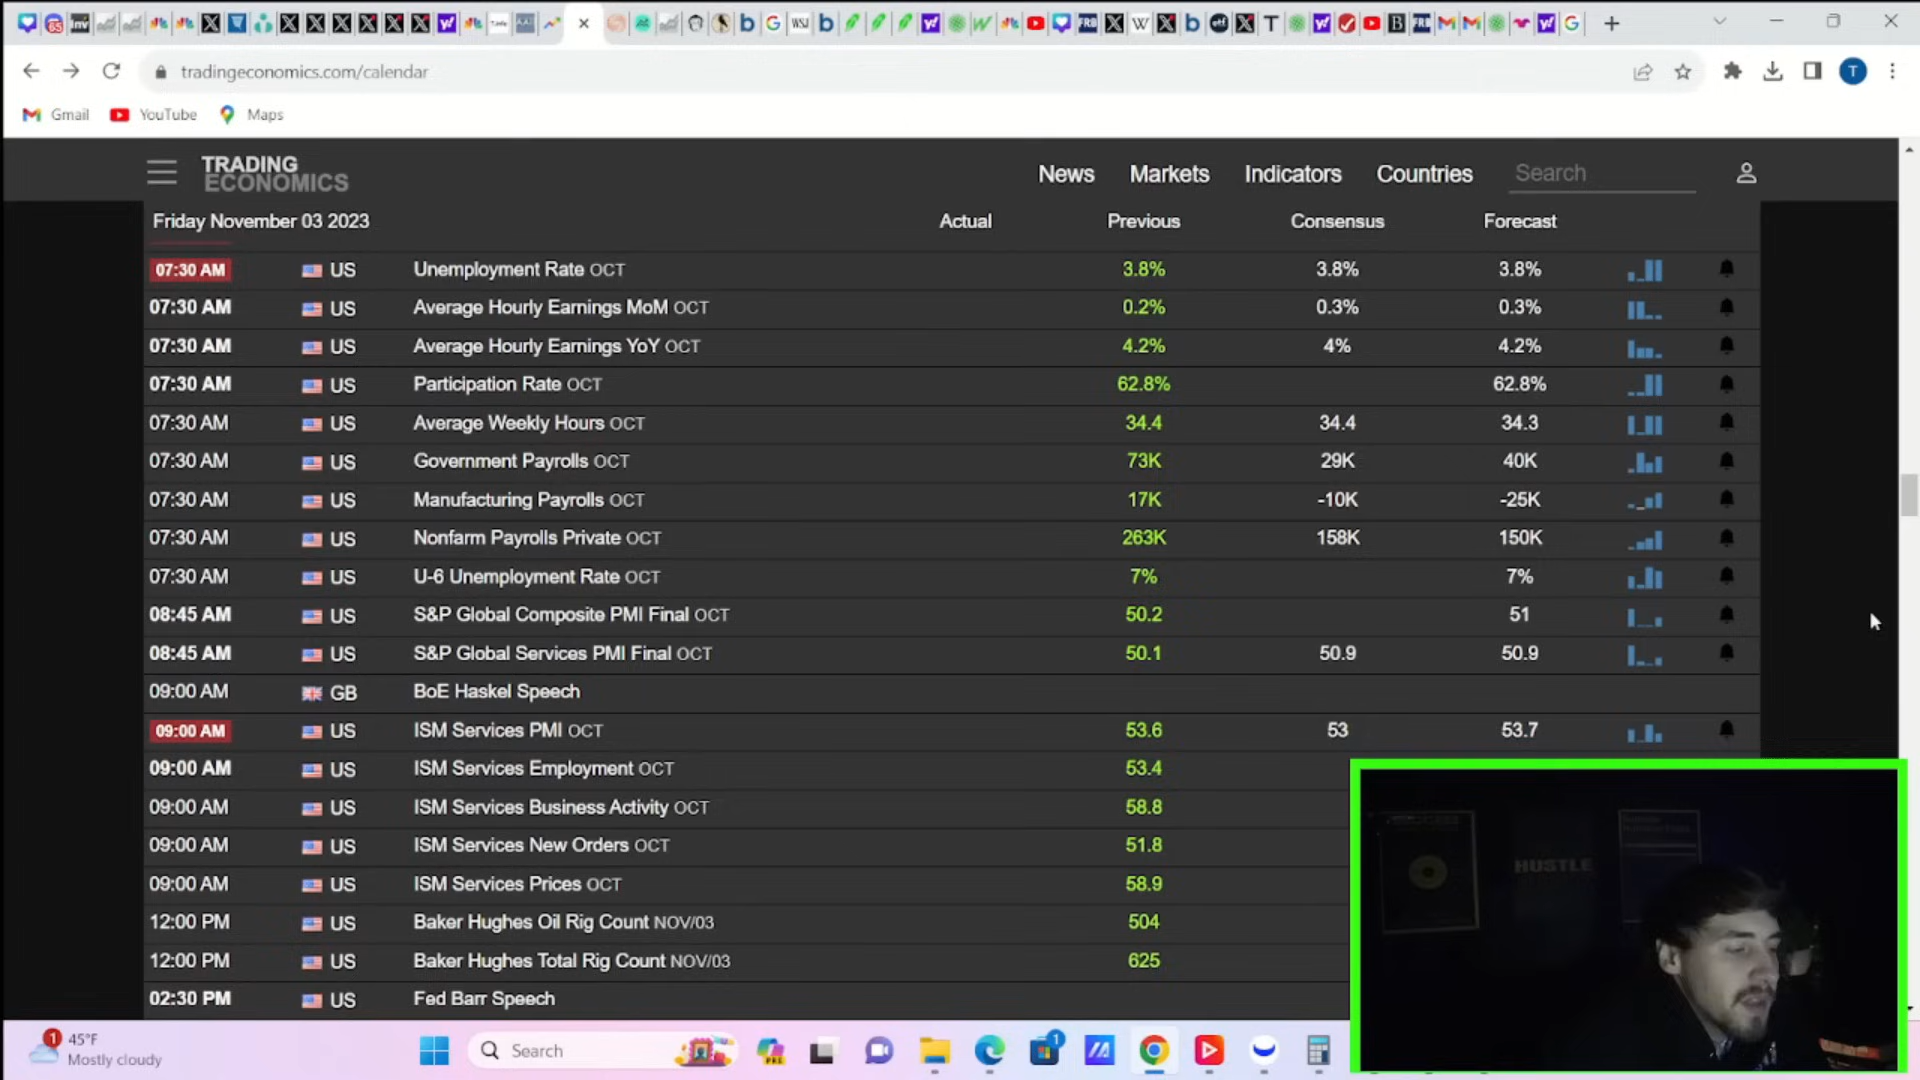 tradingeconomics.com/calendar
T
Gmail YouTube Maps
TRADING
ECONOMICS
News Markets Indicators Countries Search
Friday November 03 2023 Actual Previous Consensus Forecast
07:30 AM US Unemployment Rate OCT 3.8% 3.8% 3.8%
07:30 AM US Average Hourly Earnings MoM OCT 0.2% 0.3% 0.3%
07:30 AM US Average Hourly Earnings YoY OCT 4.2% 4% 4.2%
07:30 AM US Participation Rate OCT 62.8% 62.8%
07:30 AM US Average Weekly Hours OCT 34.4 34.4 34.3
07:30 AM US Government Payrolls OCT 73K 29K 40K
07:30 AM US Manufacturing Payrolls OCT 17K -10K -25K
07:30 AM US Nonfarm Payrolls Private OCT 263K 158K 150K
07:30 AM US U-6 Unemployment Rate OCT 7% 7%
08:45 AM US S&P Global Composite PMI Final OCT 50.2 51
08:45 AM US S&P Global Services PMI Final OCT 50.1 50.9 50.9
09:00 AM GB BoE Haskel Speech
09:00 AM US ISM Services PMI OCT 53.6 53 53.7
09:00 AM US ISM Services Employment OCT 53.4
09:00 AM US ISM Services Business Activity OCT 58.8
09:00 AM US ISM Services New Orders OCT 51.8
09:00 AM US ISM Services Prices OCT 58.9
12:00 PM US Baker Hughes Oil Rig Count NOV/03 504
12:00 PM US Baker Hughes Total Rig Count NOV/03 625
02:30 PM US Fed Barr Speech
HUSTLE
1 45°F
Mostly cloudy
Search
PRE
1